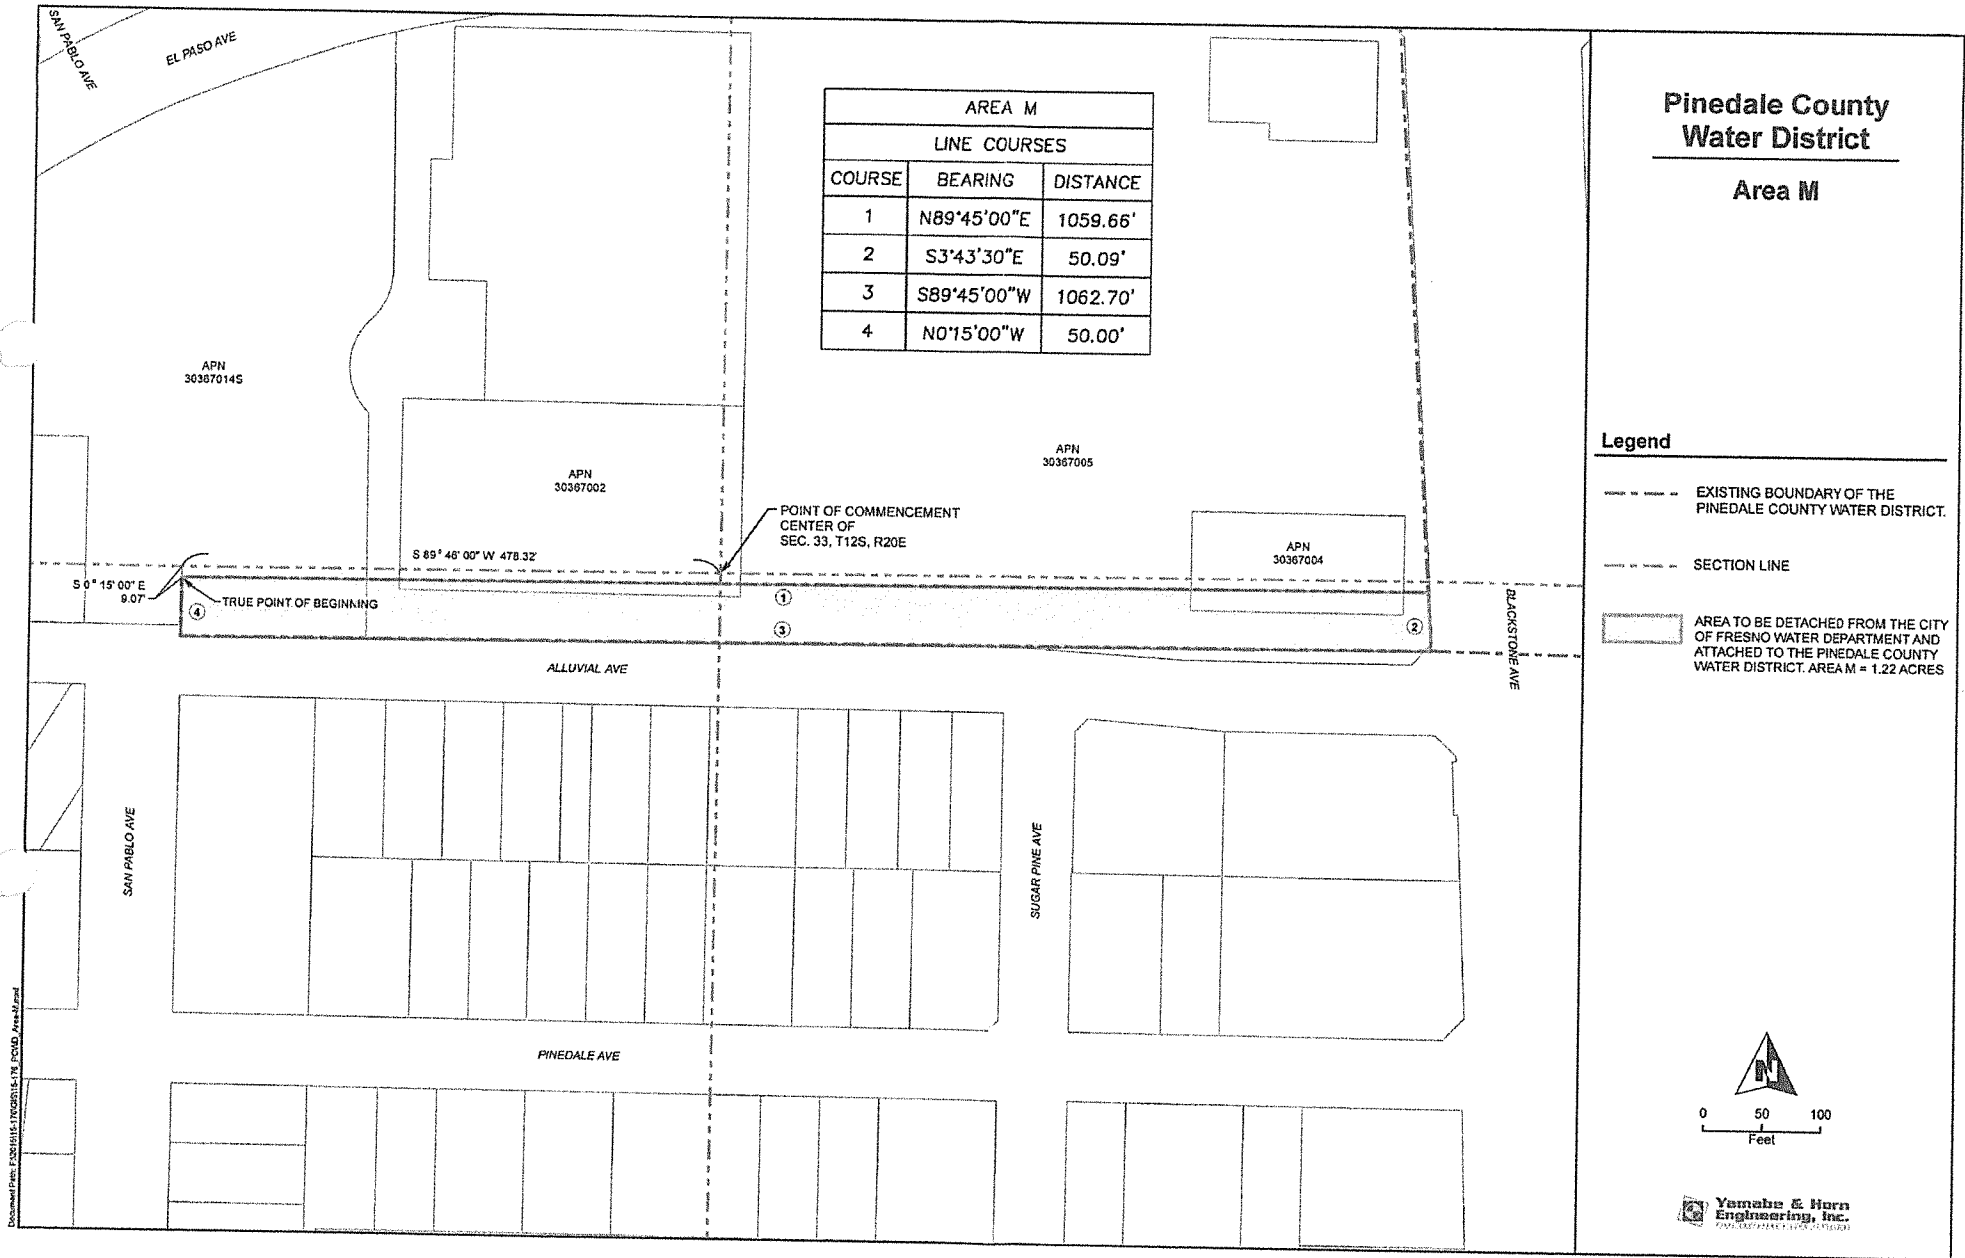 SAN PABLO AVE
EL PASO AVE
AREA M
LINE COURSES
COURSE BEARING DISTANCE
1 N89°45'00"E 1059.66'
2 S3°43'30"E 50.09'
3 S89°45'00"W 1062.70'
4 N0°15'00"W 50.00'
Pinedale County
Water District
Area M
APN
30367014S
APN
30367002
APN
30367005
POINT OF COMMENCEMENT
CENTER OF
SEC. 33, T12S, R20E
APN
30367004
S 89° 46' 00" W 478.32'
S 0° 15' 00" E
9.07'
TRUE POINT OF BEGINNING
1
2
3
4
ALLUVIAL AVE
BLACKSTONE AVE
SAN PABLO AVE
SUGAR PINE AVE
PINEDALE AVE
Legend
EXISTING BOUNDARY OF THE
PINEDALE COUNTY WATER DISTRICT.
SECTION LINE
AREA TO BE DETACHED FROM THE CITY
OF FRESNO WATER DEPARTMENT AND
ATTACHED TO THE PINEDALE COUNTY
WATER DISTRICT. AREA M = 1.22 ACRES
N
0 50 100
Feet
Yamabe & Horn
Engineering, Inc.
Document Path: